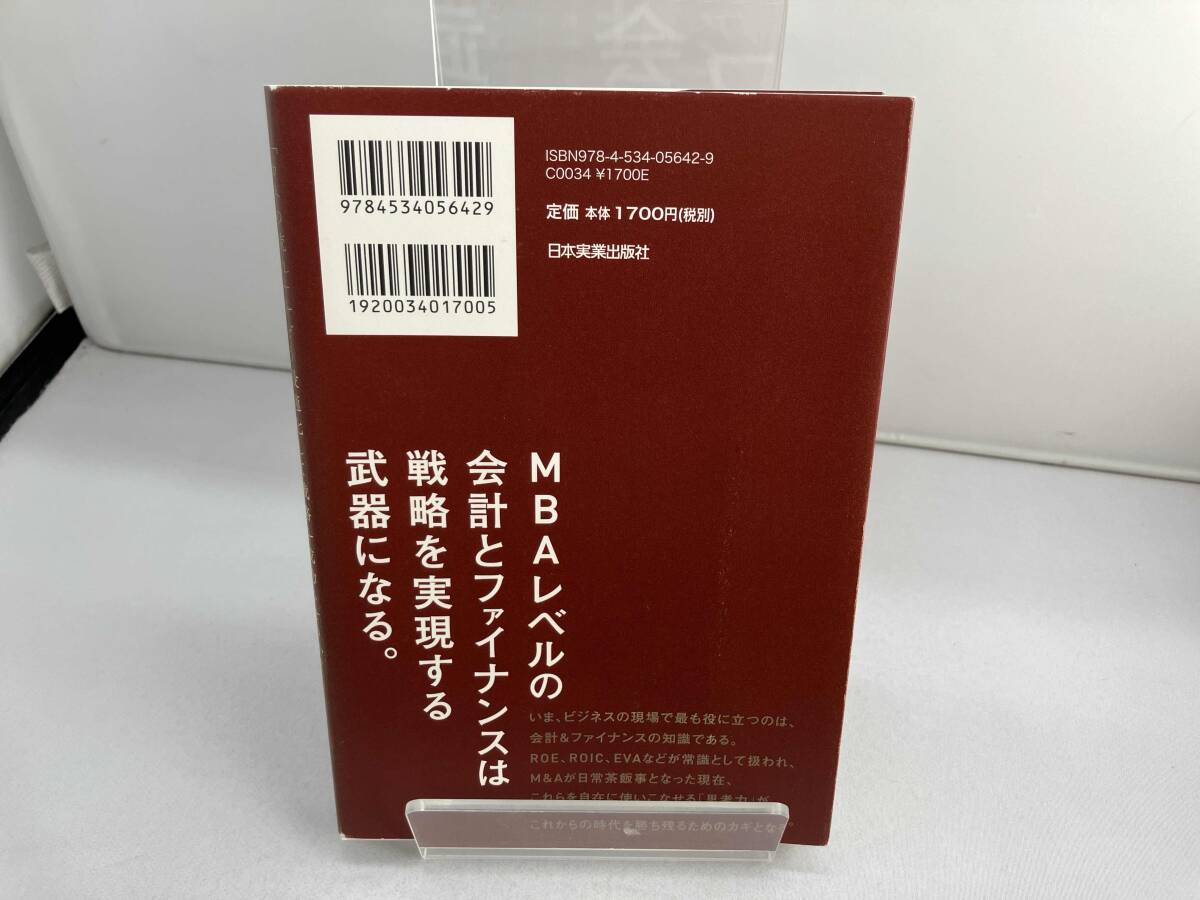 9784534056429
1920034017005
ISBN978-4-534-05642-9
C0034 ¥1700E
定価 本体1700円(税別)
日本実業出版社
MBAレベルの
会計とファイナンスは
戦略を実現する
武器になる。
いま、ビジネスの現場で最も役に立つのは、
会計&ファイナンスの知識である。
ROE、ROIC、EVAなどが常識として扱われ、
M&Aが日常茶飯事となった現在、
これらを自在に使いこなせる「思考力」が
これからの時代を勝ち残るためのカギとなる。